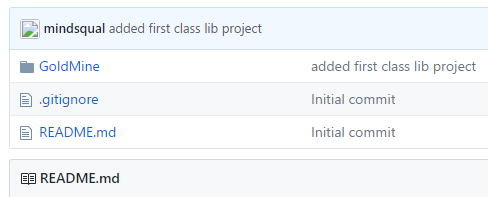 mindsqual added first class lib project
GoldMine added first class lib project
.gitignore Initial commit
README.md Initial commit
README.md